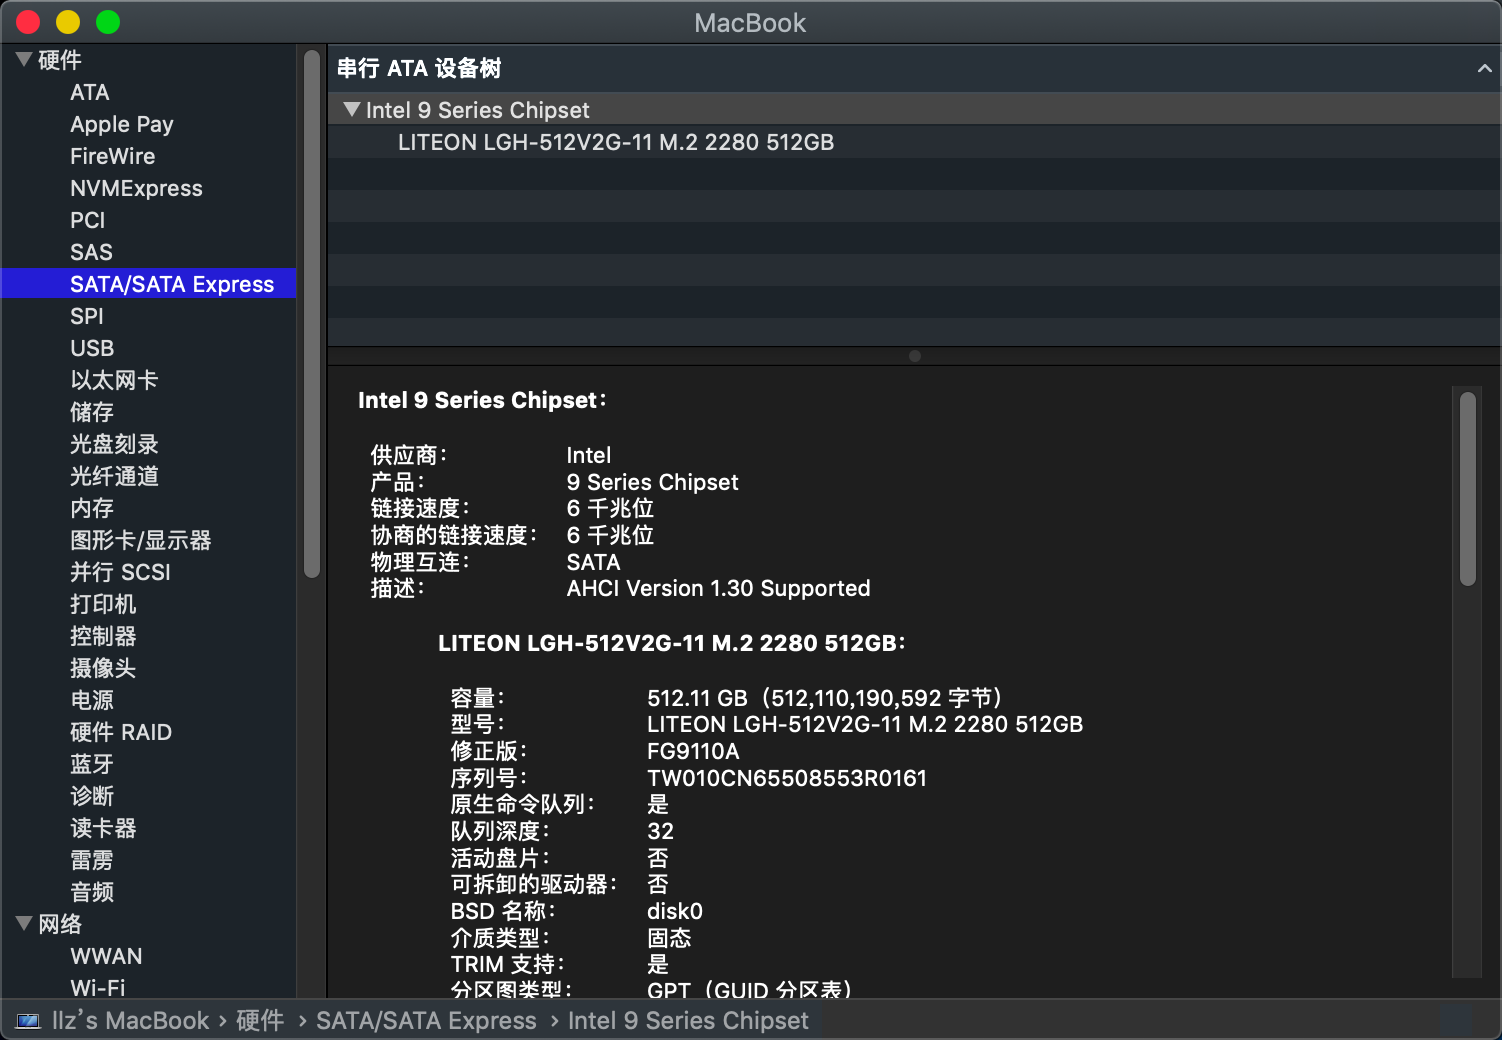 MacBook
硬件
ATA
Apple Pay
FireWire
NVMExpress
PCI
SAS
SATA/SATA Express
SPI
USB
以太网卡
储存
光盘刻录
光纤通道
内存
图形卡/显示器
并行 SCSI
打印机
控制器
摄像头
电源
硬件 RAID
蓝牙
诊断
读卡器
雷雳
音频
网络
WWAN
Wi-Fi
串行 ATA 设备树
Intel 9 Series Chipset
LITEON LGH-512V2G-11 M.2 2280 512GB
Intel 9 Series Chipset：
供应商： Intel
产品： 9 Series Chipset
链接速度： 6 千兆位
协商的链接速度： 6 千兆位
物理互连： SATA
描述： AHCI Version 1.30 Supported
LITEON LGH-512V2G-11 M.2 2280 512GB：
容量： 512.11 GB（512,110,190,592 字节）
型号： LITEON LGH-512V2G-11 M.2 2280 512GB
修正版： FG9110A
序列号： TW010CN65508553R0161
原生命令队列： 是
队列深度： 32
活动盘片： 否
可拆卸的驱动器： 否
BSD 名称： disk0
介质类型： 固态
TRIM 支持： 是
分区图类型： GPT（GUID 分区表）
llz’s MacBook › 硬件 › SATA/SATA Express › Intel 9 Series Chipset